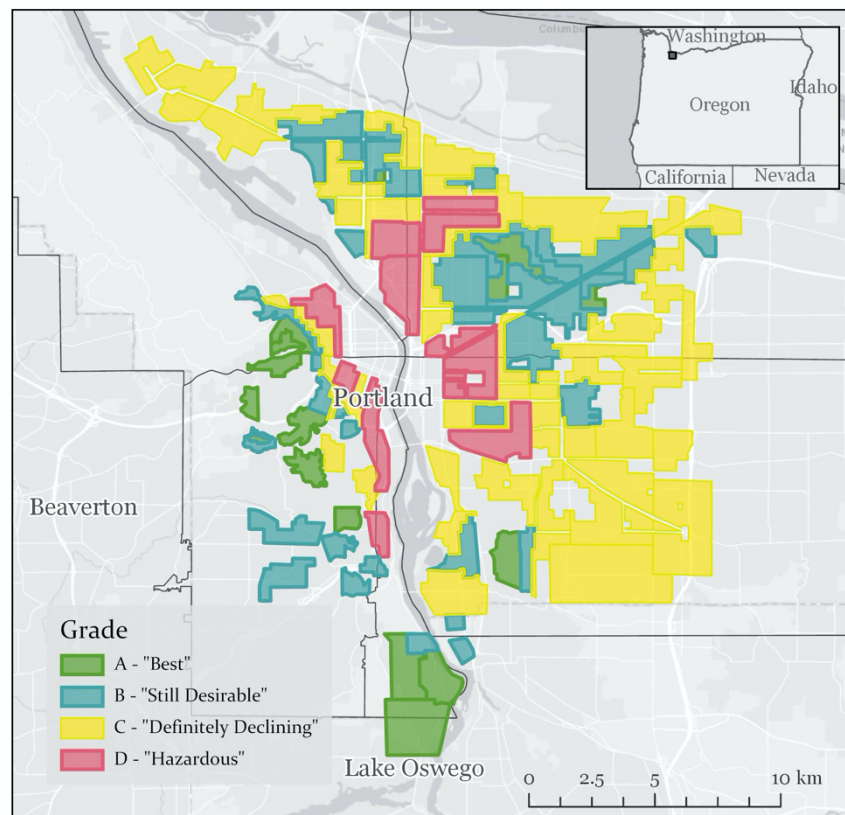 Columb
Washington
Idaho
Oregon
California
Nevada
Portland
Beaverton
Grade
A - "Best"
B - "Still Desirable"
C - "Definitely Declining"
D - "Hazardous"
Lake Oswego
0 2.5 5 10 km